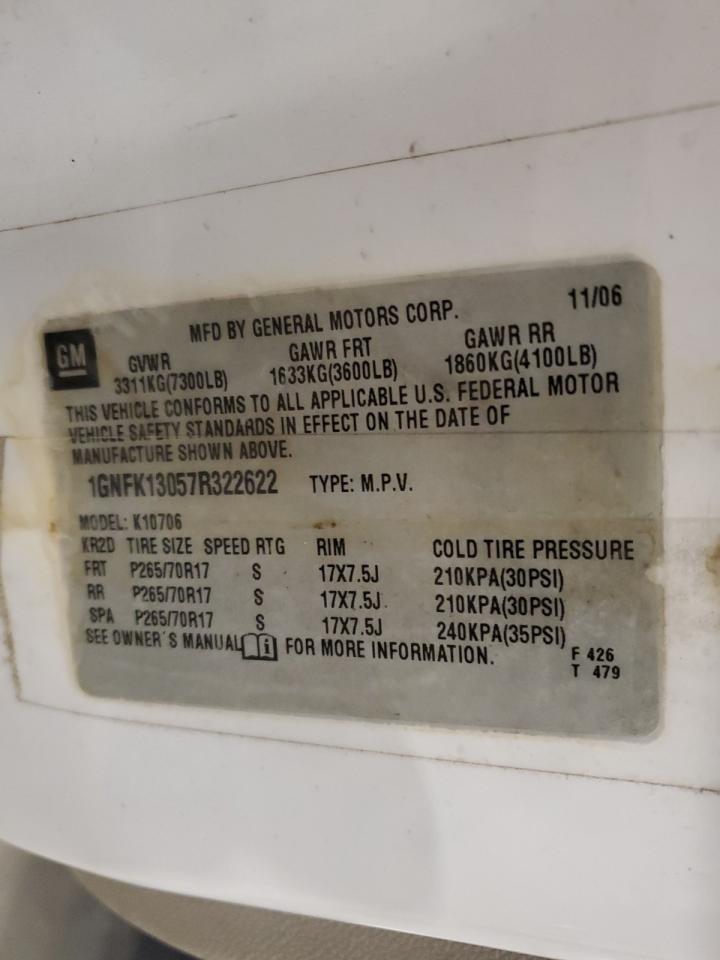 11/06
MFD BY GENERAL MOTORS CORP.
GM
GVWR GAWR FRT GAWR RR
3311KG(7300LB) 1633KG(3600LB) 1860KG(4100LB)
THIS VEHICLE CONFORMS TO ALL APPLICABLE U.S. FEDERAL MOTOR
VEHICLE SAFETY STANDARDS IN EFFECT ON THE DATE OF
MANUFACTURE SHOWN ABOVE.
1GNFK13057R322622 TYPE: M.P.V.
MODEL: K10706
KR2D TIRE SIZE SPEED RTG RIM COLD TIRE PRESSURE
FRT P265/70R17 S 17X7.5J 210KPA(30PSI)
RR P265/70R17 S 17X7.5J 210KPA(30PSI)
SPA P265/70R17 S 17X7.5J 240KPA(35PSI)
SEE OWNER'S MANUAL i FOR MORE INFORMATION.
F 426
T 479